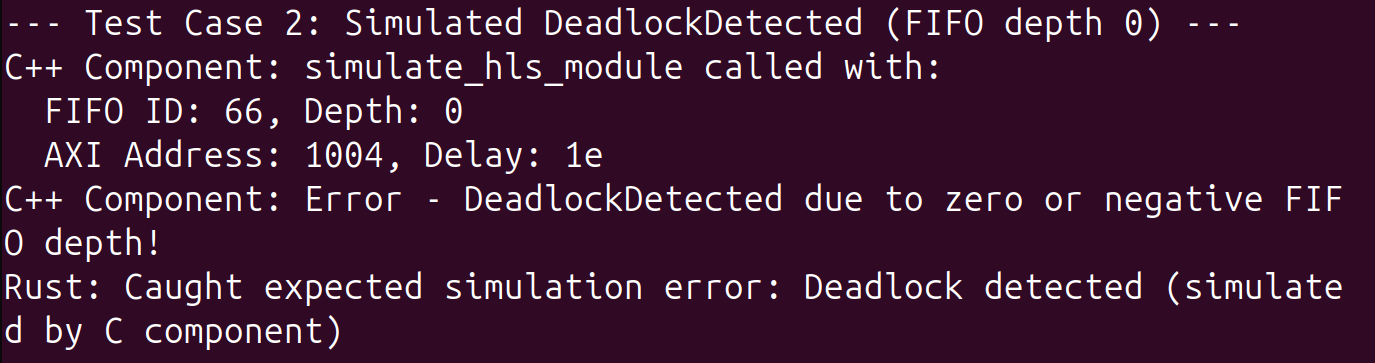 --- Test Case 2: Simulated DeadlockDetected (FIFO depth 0) ---
C++ Component: simulate_hls_module called with:
  FIFO ID: 66, Depth: 0
  AXI Address: 1004, Delay: 1e
C++ Component: Error - DeadlockDetected due to zero or negative FIF
O depth!
Rust: Caught expected simulation error: Deadlock detected (simulate
d by C component)